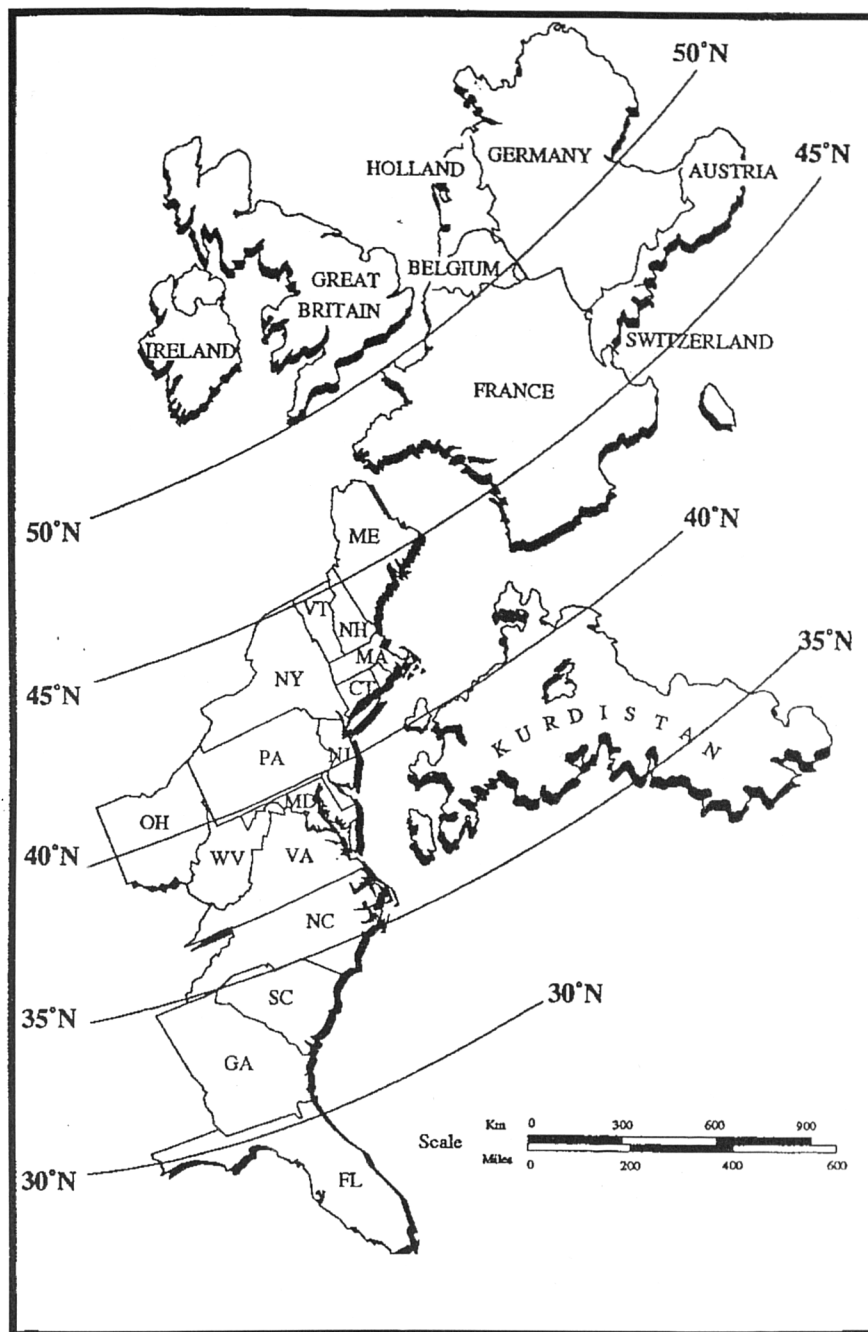 50°N
45°N
HOLLAND
GERMANY
AUSTRIA
BELGIUM
GREAT
BRITAIN
IRELAND
SWITZERLAND
FRANCE
50°N
40°N
ME
VT
NH
MA
NY
CT
35°N
45°N
KURDISTAN
PA
NJ
MD
OH
WV
VA
40°N
NC
30°N
SC
35°N
GA
Scale
Km 0 300 600 900
Miles 0 200 400 600
30°N
FL